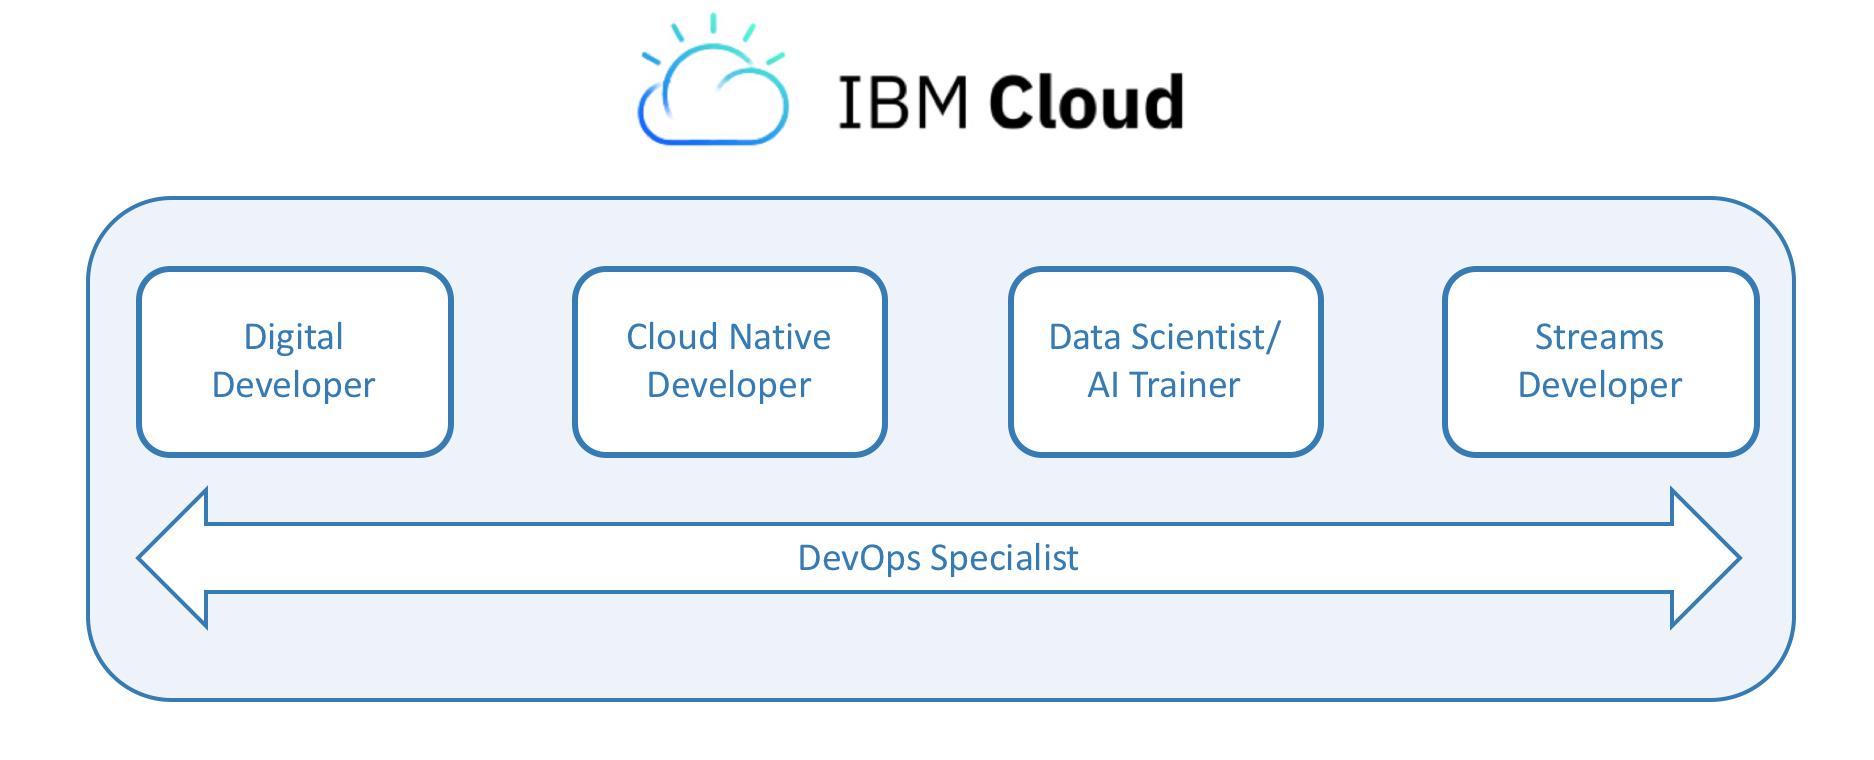 IBM Cloud
Digital
Developer
Cloud Native
Developer
Data Scientist/
AI Trainer
Streams
Developer
DevOps Specialist